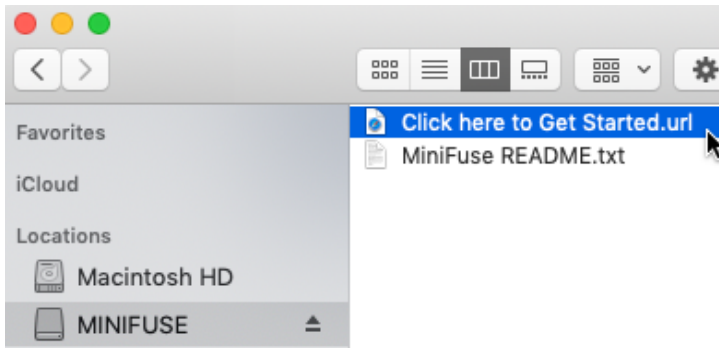 Favorites
iCloud
Locations
Macintosh HD
MINIFUSE
Click here to Get Started.url
MiniFuse README.txt